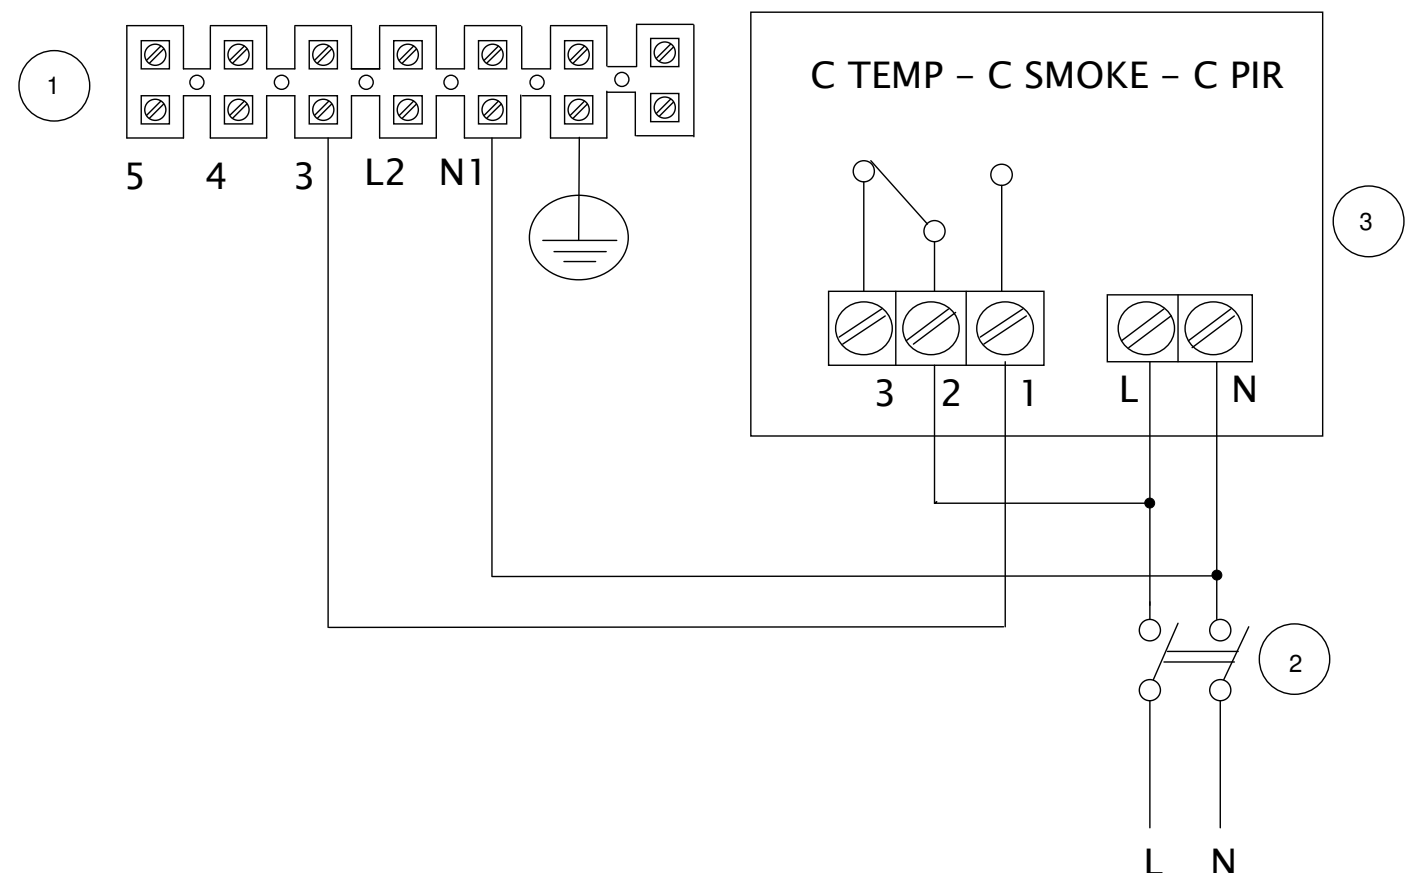 1
5 4 3 L2 N1
C TEMP – C SMOKE – C PIR
3
3 2 1 L N
2
L N